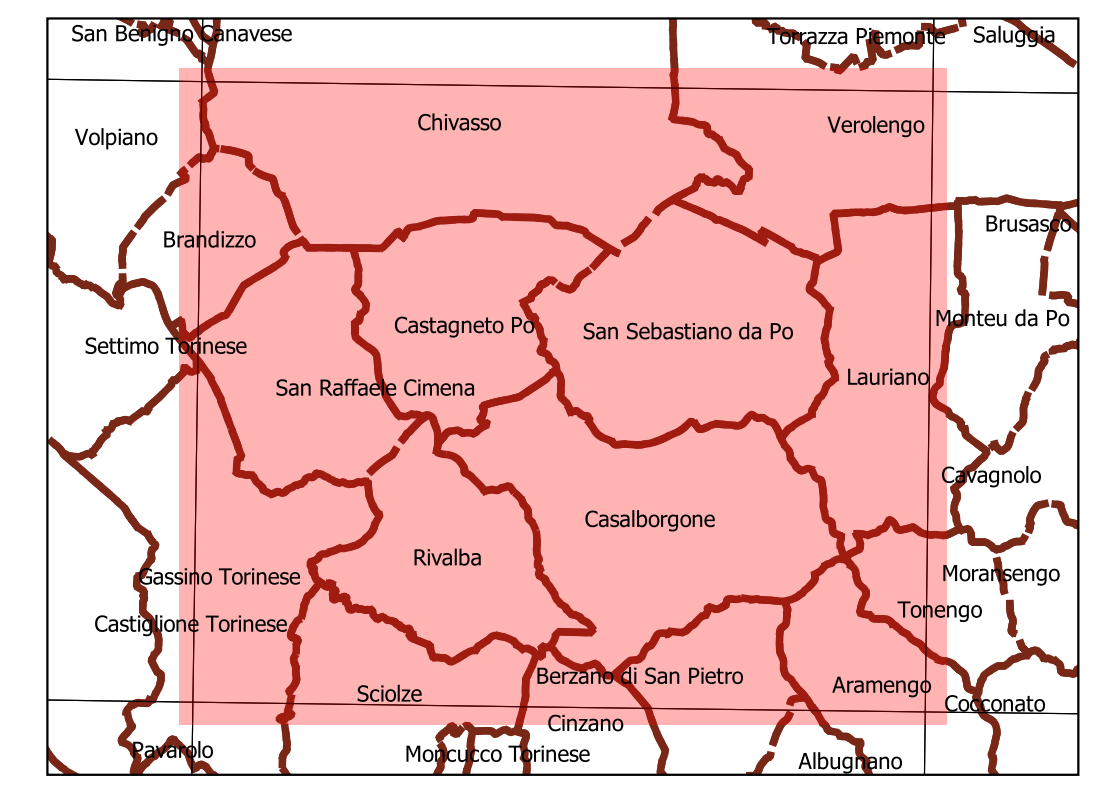 San Benigno Canavese
Torrazza Piemonte
Saluggia
Volpiano
Chivasso
Verolengo
Brandizzo
Brusasco
Settimo Torinese
Castagneto Po
San Sebastiano da Po
Monteu da Po
San Raffaele Cimena
Lauriano
Cavagnolo
Casalborgone
Gassino Torinese
Rivalba
Moransengo
Castiglione Torinese
Tonengo
Sciolze
Berzano di San Pietro
Aramengo
Cocconato
Cinzano
Pavarolo
Moncucco Torinese
Albugnano